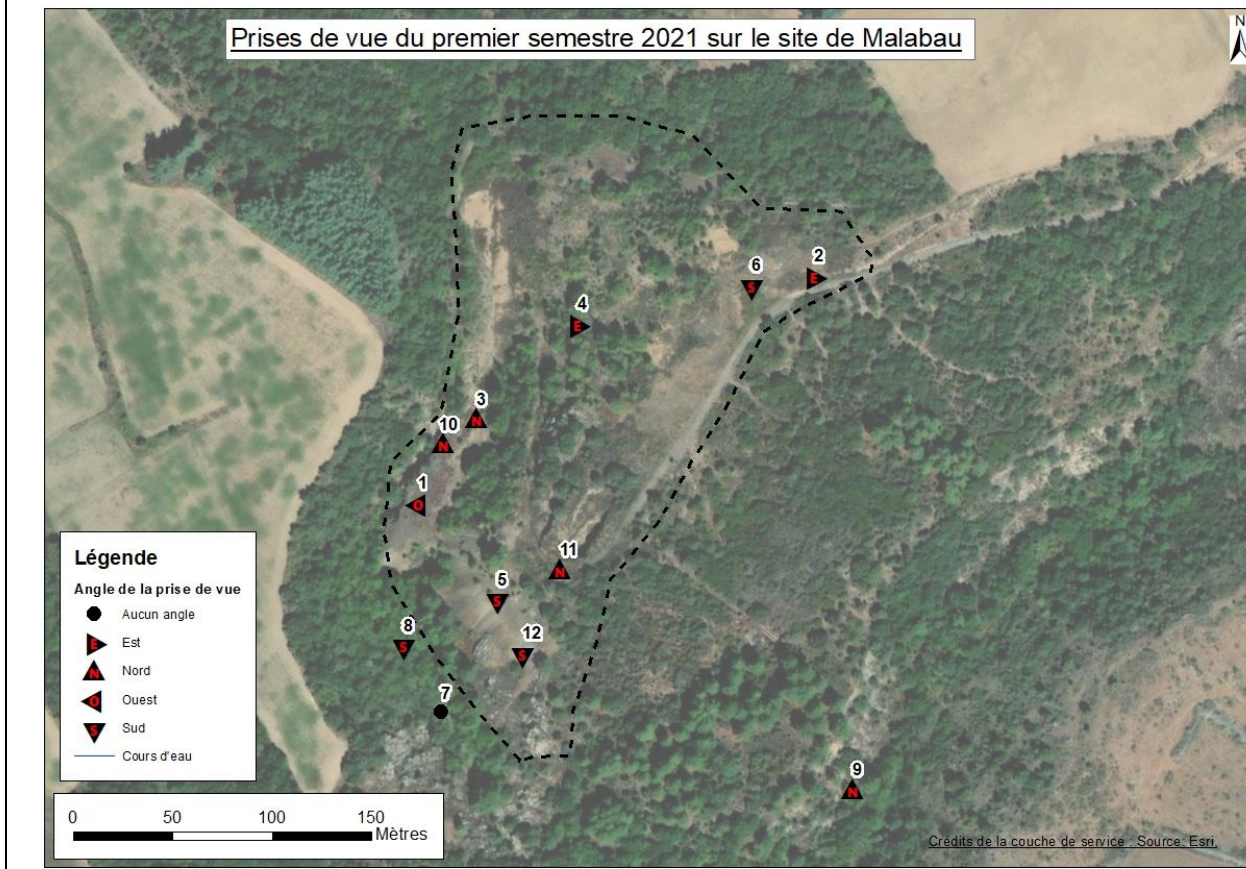 Prises de vue du premier semestre 2021 sur le site de Malabau
N
6
2
S
E
4
E
3
N
10
N
1
O
11
N
5
S
8
S
12
S
7
9
N
Légende
Angle de la prise de vue
Aucun angle
E Est
N Nord
O Ouest
S Sud
Cours d'eau
0 50 100 150
Mètres
Crédits de la couche de service : Source: Esri,